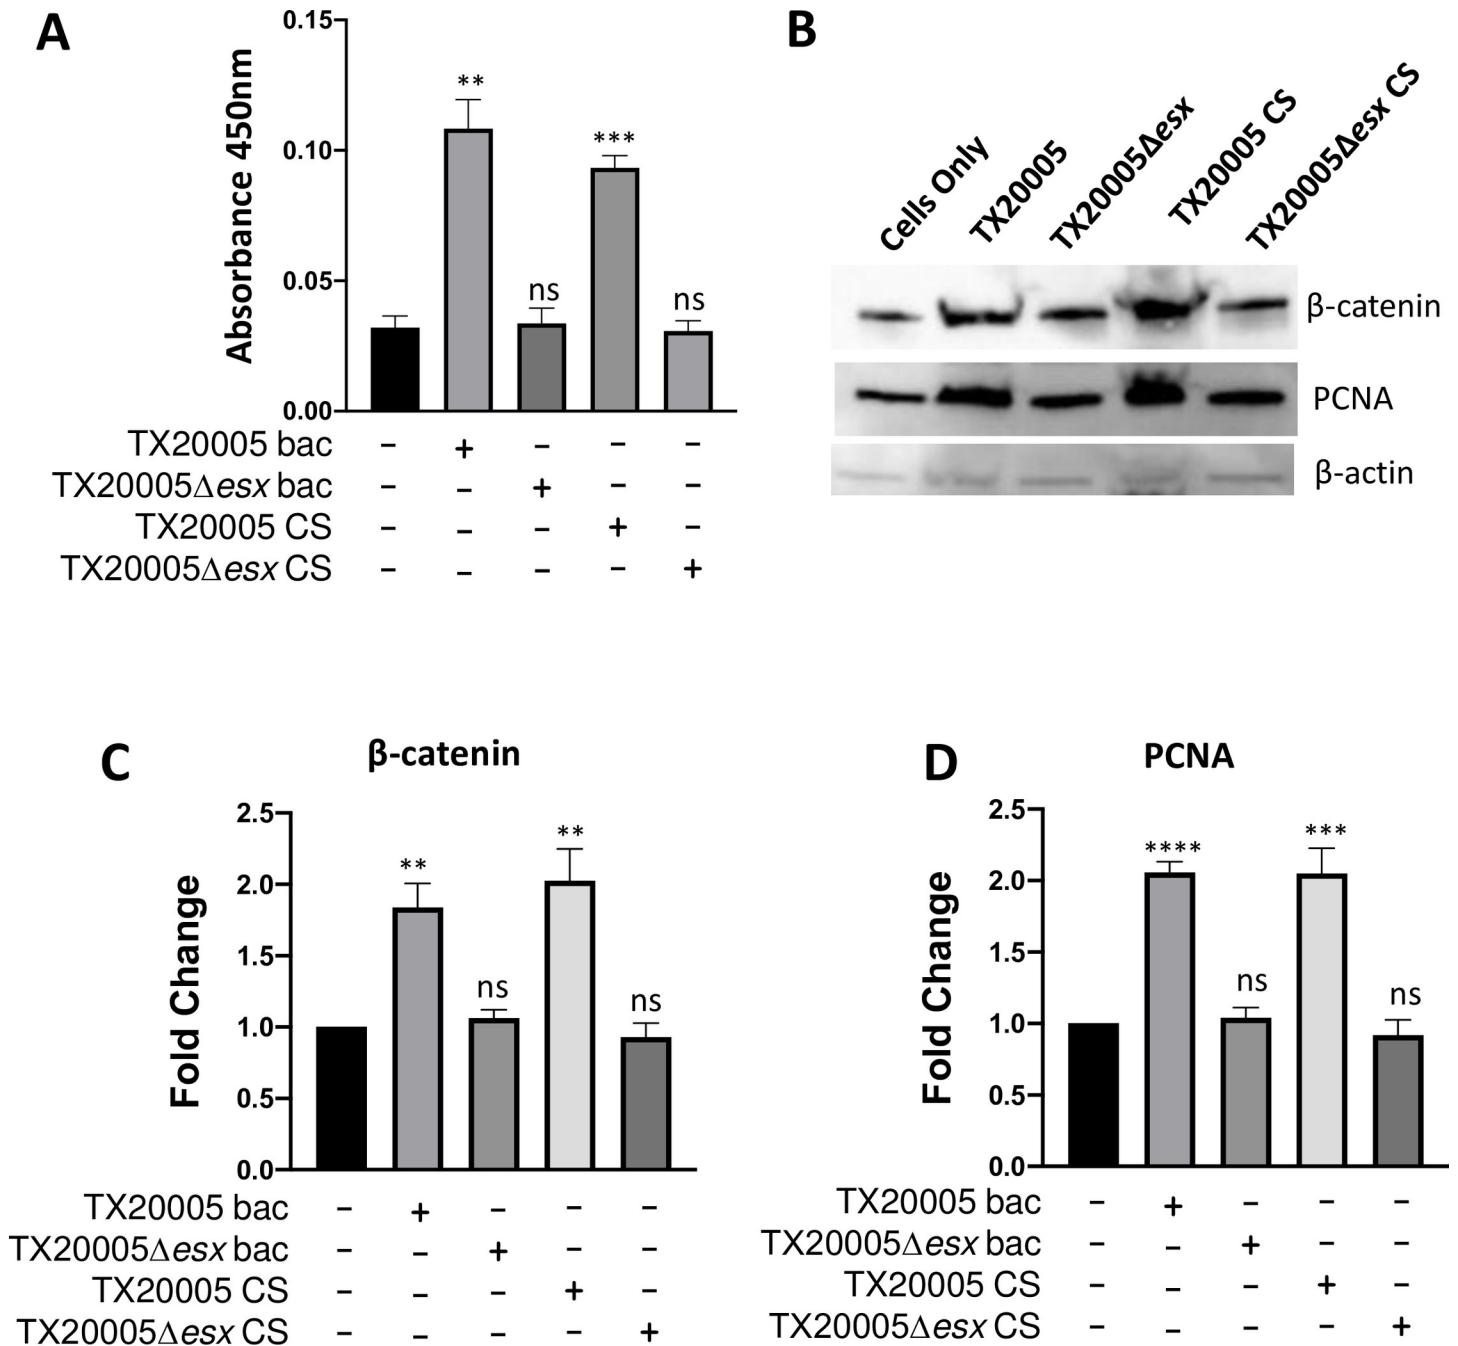 A
Absorbance 450nm
0.15
0.10
0.05
0.00
**
ns
***
ns
TX20005 bac – + – – –
TX20005Δesx bac – – + – –
TX20005 CS – – – + –
TX20005Δesx CS – – – – +
B
Cells Only
TX20005
TX20005Δesx
TX20005 CS
TX20005Δesx CS
β-catenin
PCNA
β-actin
C
β-catenin
Fold Change
2.5
2.0
1.5
1.0
0.5
0.0
**
ns
**
ns
TX20005 bac – + – – –
TX20005Δesx bac – – + – –
TX20005 CS – – – + –
TX20005Δesx CS – – – – +
D
PCNA
Fold Change
2.5
2.0
1.5
1.0
0.5
0.0
****
ns
***
ns
TX20005 bac – + – – –
TX20005Δesx bac – – + – –
TX20005 CS – – – + –
TX20005Δesx CS – – – – +